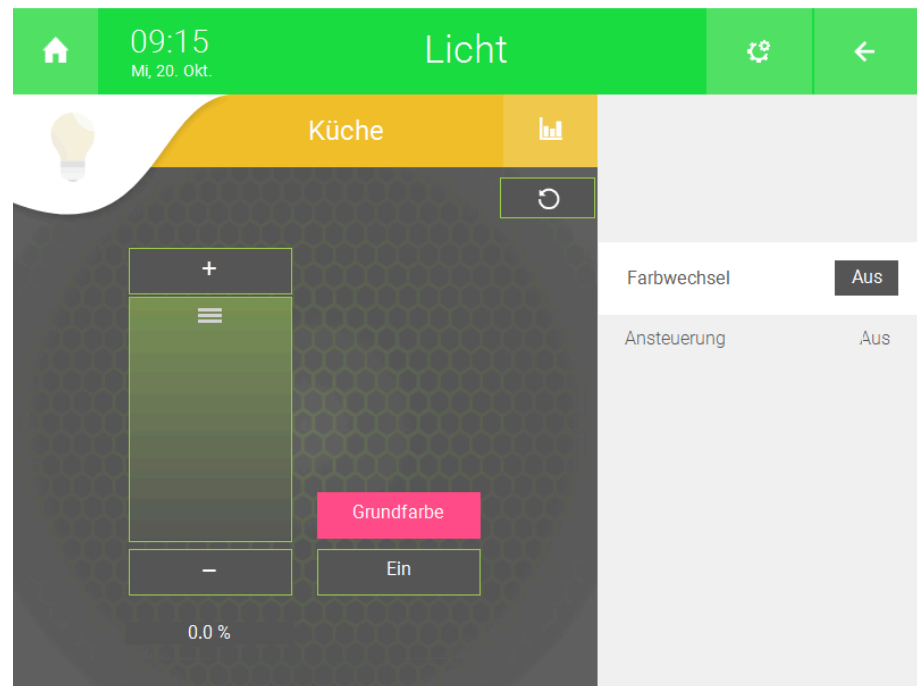 09:15
Mi, 20. Okt.
Licht
Küche
+
Farbwechsel Aus
Ansteuerung Aus
Grundfarbe
– Ein
0.0 %